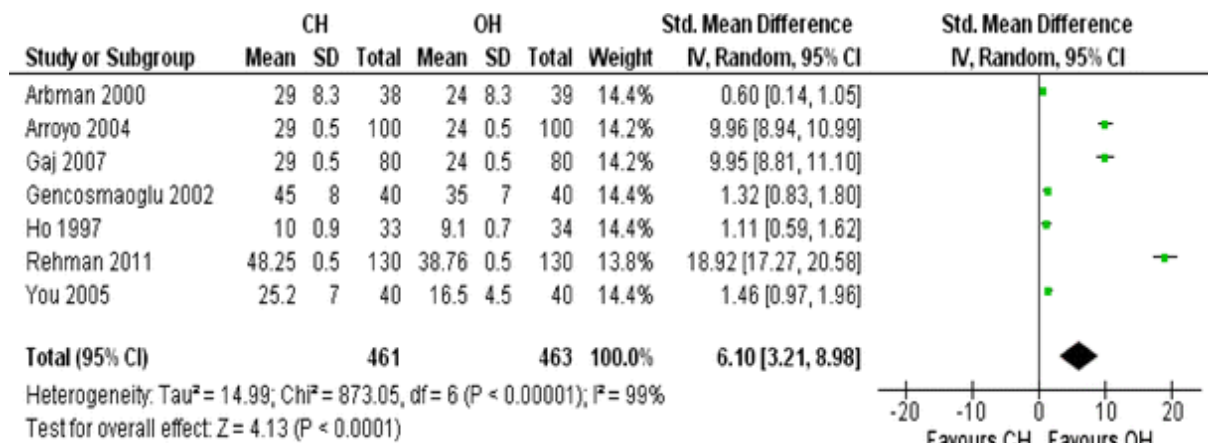 CH OH Std. Mean Difference Std. Mean Difference
Study or Subgroup Mean SD Total Mean SD Total Weight IV, Random, 95% CI IV, Random, 95% CI
Arbman 2000 29 8.3 38 24 8.3 39 14.4% 0.60 [0.14, 1.05]
Arroyo 2004 29 0.5 100 24 0.5 100 14.2% 9.96 [8.94, 10.99]
Gaj 2007 29 0.5 80 24 0.5 80 14.2% 9.95 [8.81, 11.10]
Gencosmaoglu 2002 45 8 40 35 7 40 14.4% 1.32 [0.83, 1.80]
Ho 1997 10 0.9 33 9.1 0.7 34 14.4% 1.11 [0.59, 1.62]
Rehman 2011 48.25 0.5 130 38.76 0.5 130 13.8% 18.92 [17.27, 20.58]
You 2005 25.2 7 40 16.5 4.5 40 14.4% 1.46 [0.97, 1.96]
Total (95% CI) 461 463 100.0% 6.10 [3.21, 8.98]
Heterogeneity: Tau² = 14.99; Chi² = 873.05, df = 6 (P < 0.00001); I² = 99%
Test for overall effect: Z = 4.13 (P < 0.0001)
-20 -10 0 10 20
Favours CH Favours OH